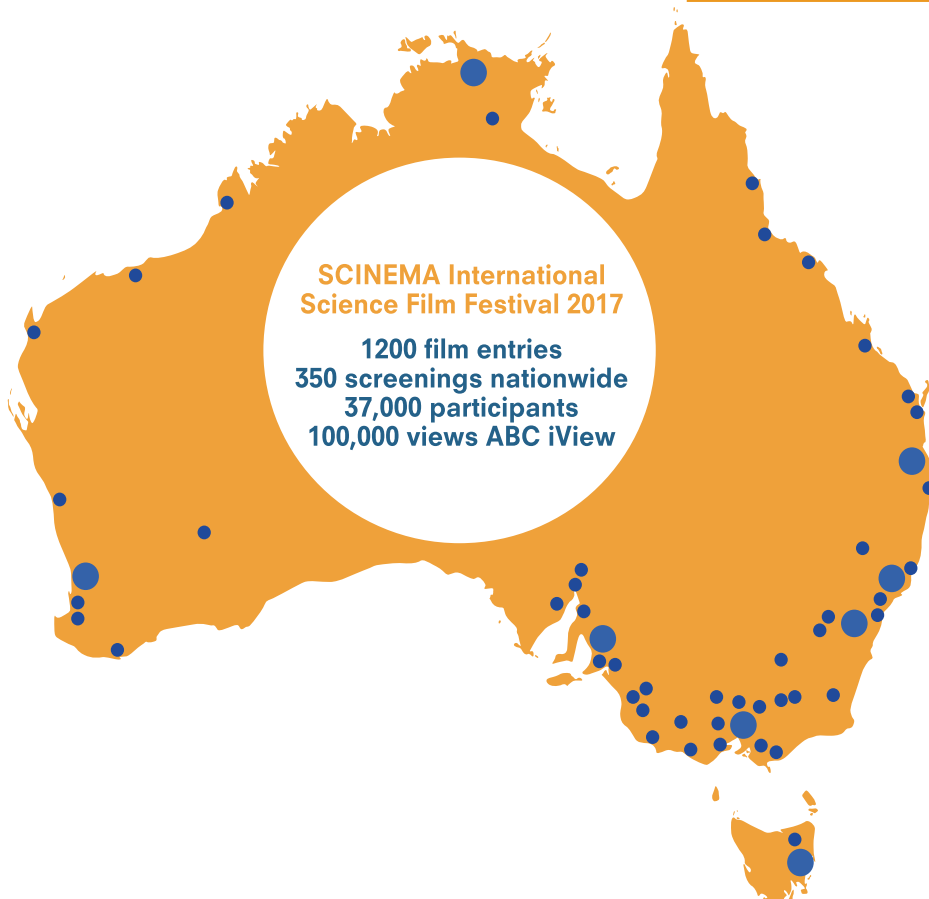 SCINEMA International
Science Film Festival 2017
1200 film entries
350 screenings nationwide
37,000 participants
100,000 views ABC iView